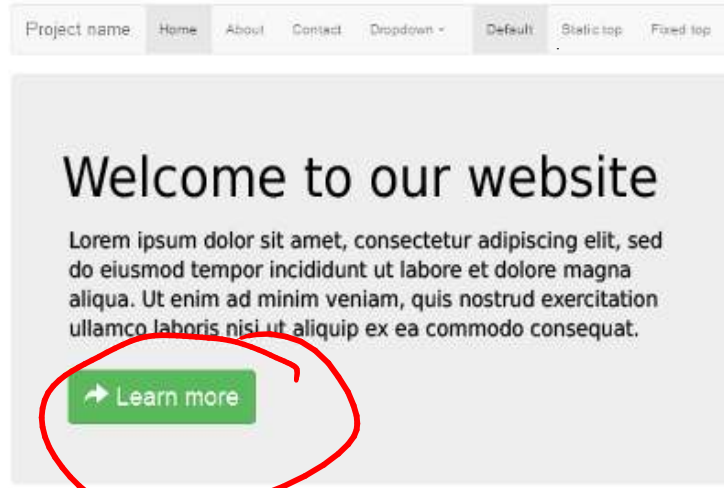 Project name Home About Contact Dropdown Default Static top Fixed top
Welcome to our website
Lorem ipsum dolor sit amet, consectetur adipiscing elit, sed
do eiusmod tempor incididunt ut labore et dolore magna
aliqua. Ut enim ad minim veniam, quis nostrud exercitation
ullamco laboris nisi ut aliquip ex ea commodo consequat.
Learn more